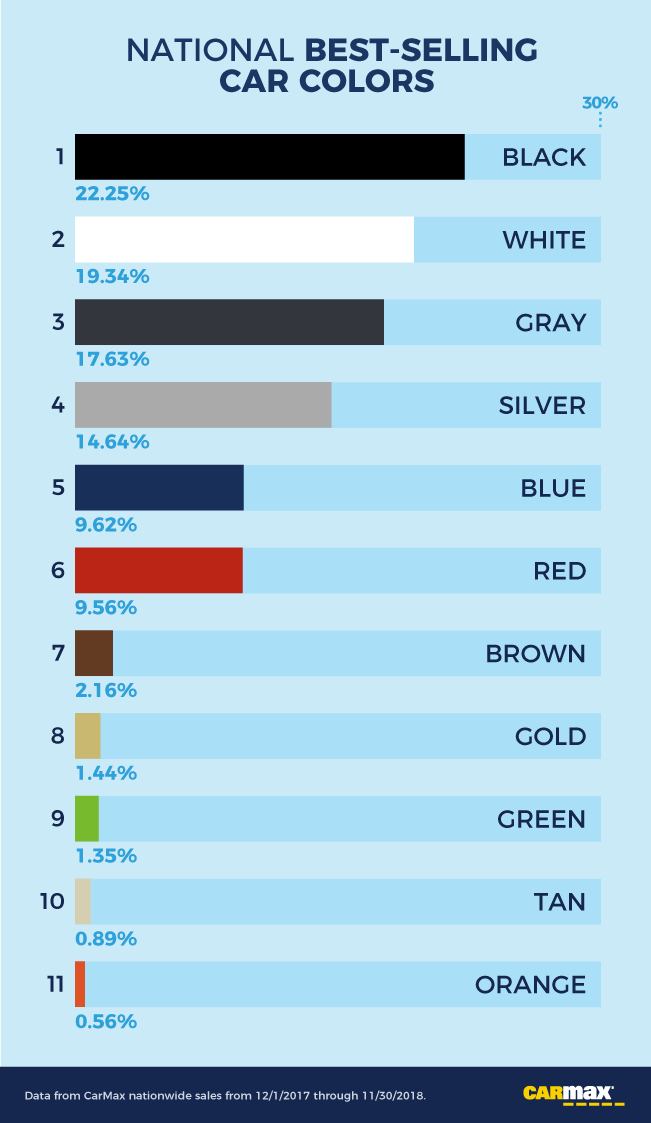 NATIONAL BEST-SELLING
CAR COLORS
30%
1 BLACK
22.25%
2 WHITE
19.34%
3 GRAY
17.63%
4 SILVER
14.64%
5 BLUE
9.62%
6 RED
9.56%
7 BROWN
2.16%
8 GOLD
1.44%
9 GREEN
1.35%
10 TAN
0.89%
11 ORANGE
0.56%
Data from CarMax nationwide sales from 12/1/2017 through 11/30/2018.
CARMAX